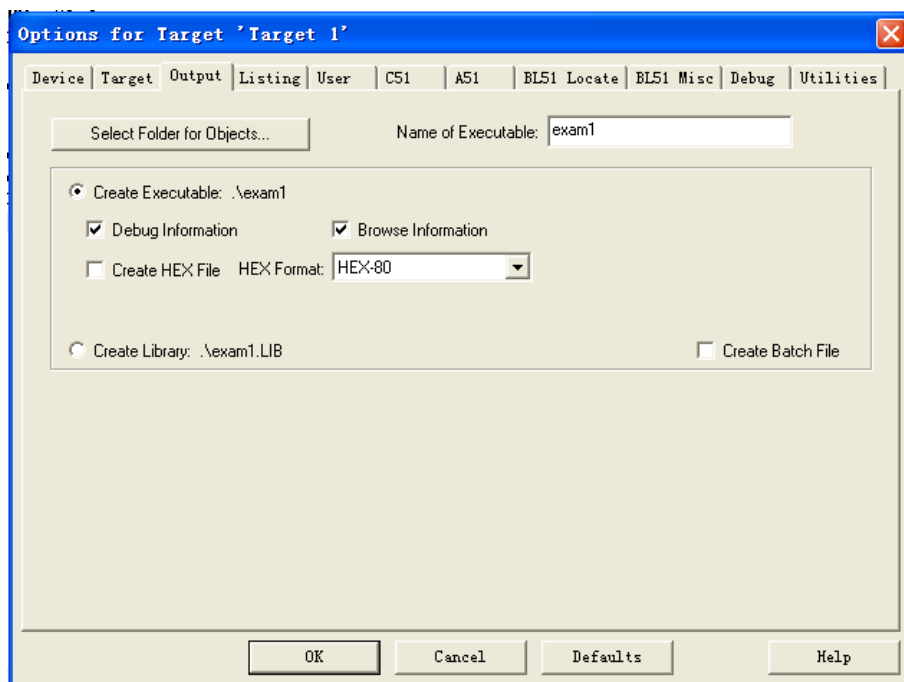 Options for Target 'Target 1'
Device Target Output Listing User C51 A51 BL51 Locate BL51 Misc Debug Utilities
Select Folder for Objects... Name of Executable: exam1
Create Executable: .\exam1
Debug Information Browse Information
Create HEX File HEX Format: HEX-80
Create Library: .\exam1.LIB Create Batch File
OK Cancel Defaults Help